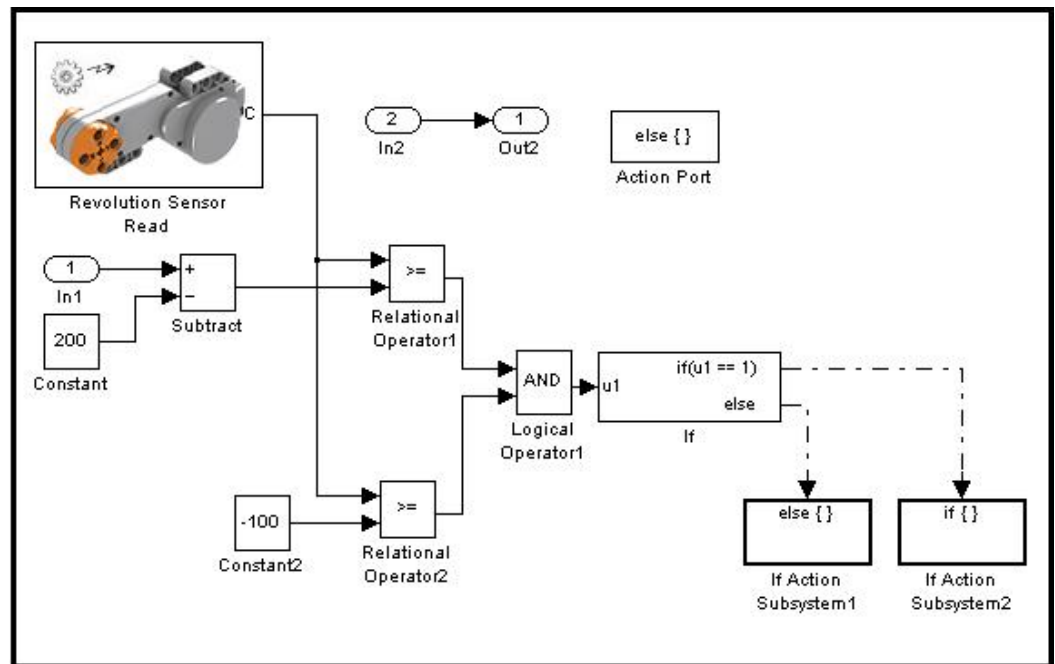 C
Revolution Sensor
Read
2
In2
1
Out2
else { }
Action Port
1
In1
+
−
Subtract
200
Constant
>=
Relational
Operator1
AND
Logical
Operator1
u1
if(u1 == 1)
else
If
-100
Constant2
>=
Relational
Operator2
else { }
If Action
Subsystem1
if { }
If Action
Subsystem2